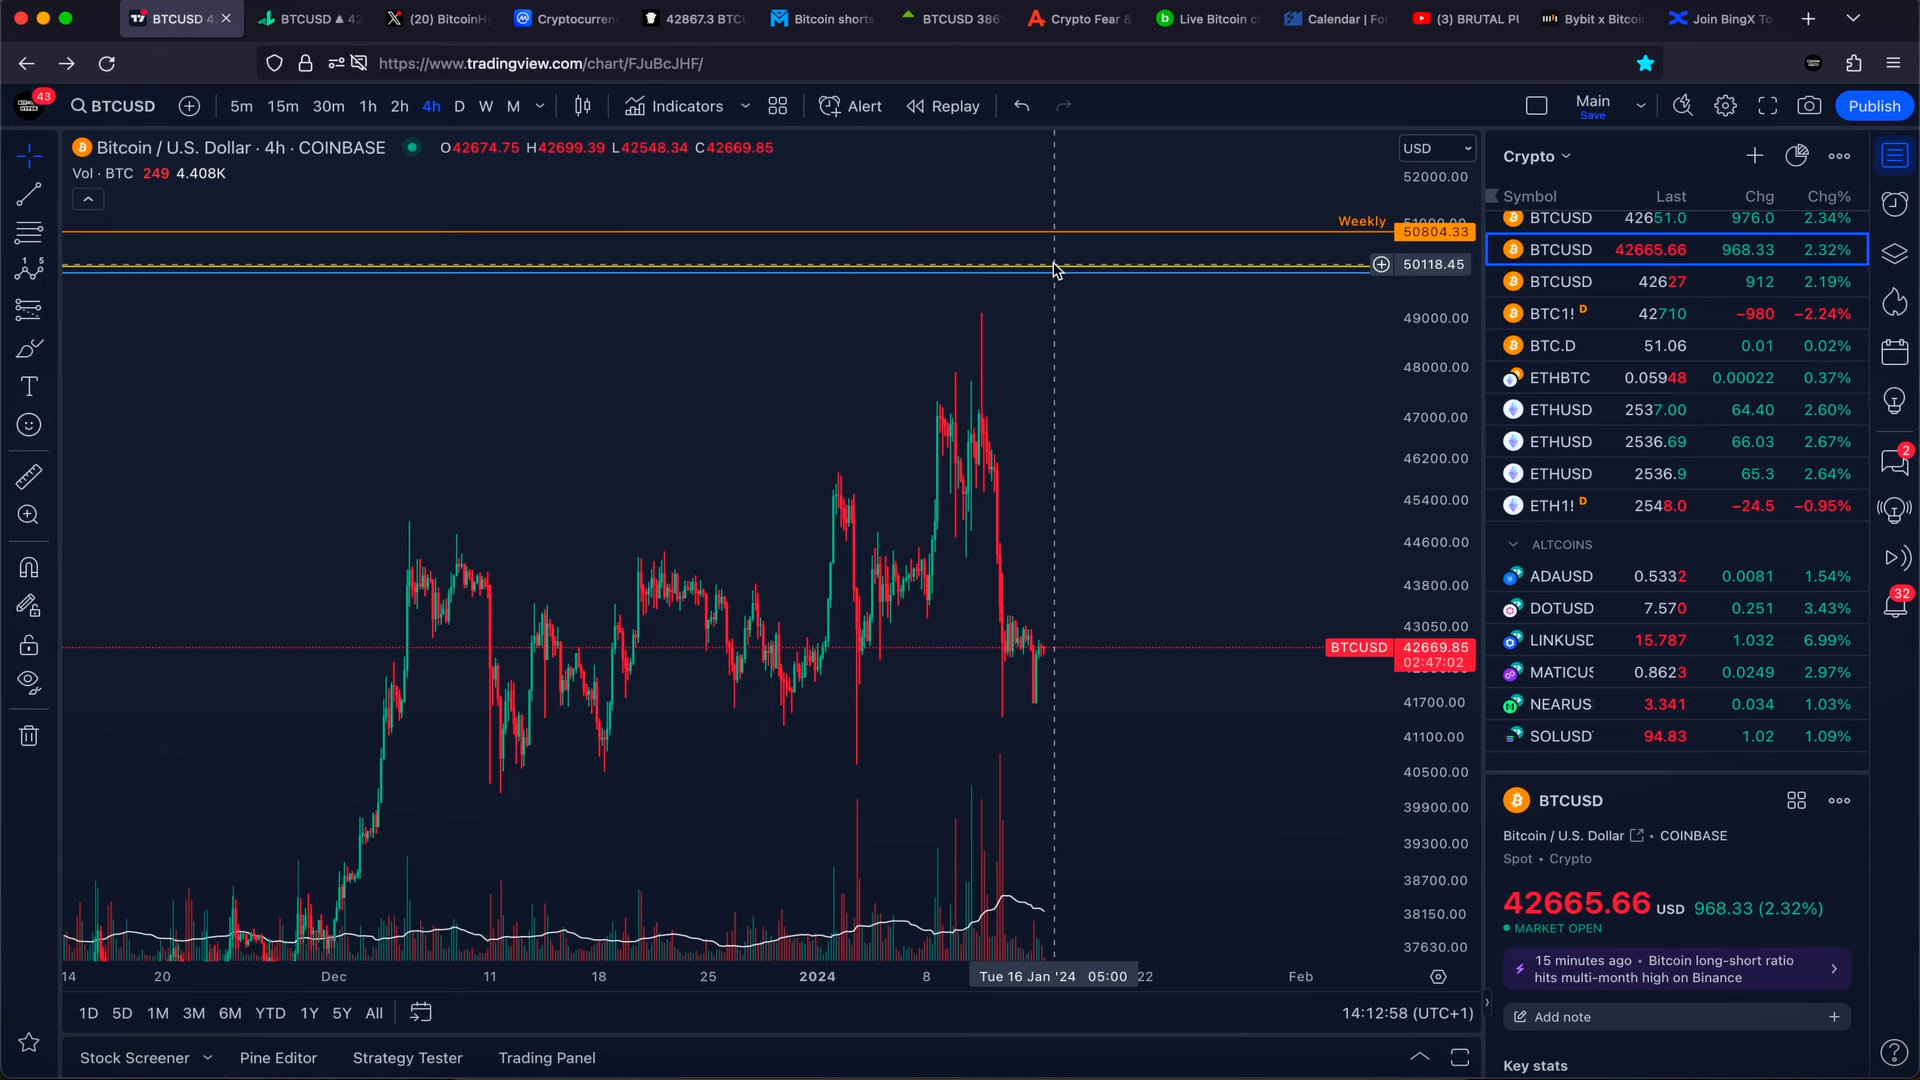 BTCUSD 4
BTCUSD ▲ 42
(20) BitcoinHy
Cryptocurren
42867.3 BTC
Bitcoin shorts
BTCUSD 386
Crypto Fear &
Live Bitcoin c
Calendar | For
(3) BRUTAL PU
Bybit x Bitcoi
Join BingX To
https://www.tradingview.com/chart/FJuBcJHF/
43
BTCUSD
5m 15m 30m 1h 2h 4h D W M
Indicators
Alert
Replay
Main
Save
Publish
Bitcoin / U.S. Dollar · 4h · COINBASE
O42674.75 H42699.39 L42548.34 C42669.85
Vol · BTC 249 4.408K
USD
52000.00
Weekly
50804.33
50118.45
49000.00
48000.00
47000.00
46200.00
45400.00
44600.00
43800.00
43050.00
BTCUSD 42669.85
02:47:02
41700.00
41100.00
40500.00
39900.00
39300.00
38700.00
38150.00
37630.00
14 20 Dec 11 18 25 2024 8 Tue 16 Jan '24 05:00 22 Feb
1D 5D 1M 3M 6M YTD 1Y 5Y All
14:12:58 (UTC+1)
Stock Screener
Pine Editor
Strategy Tester
Trading Panel
Crypto
Symbol Last Chg Chg%
BTCUSD 42651.0 976.0 2.34%
BTCUSD 42665.66 968.33 2.32%
BTCUSD 42627 912 2.19%
BTC1! D 42710 −980 −2.24%
BTC.D 51.06 0.01 0.02%
ETHBTC 0.05948 0.00022 0.37%
ETHUSD 2537.00 64.40 2.60%
ETHUSD 2536.69 66.03 2.67%
ETHUSD 2536.9 65.3 2.64%
ETH1! D 2548.0 −24.5 −0.95%
ALTCOINS
ADAUSD 0.5332 0.0081 1.54%
DOTUSD 7.570 0.251 3.43%
LINKUSD 15.787 1.032 6.99%
MATICUS 0.8623 0.0249 2.97%
NEARUS 3.341 0.034 1.03%
SOLUSD 94.83 1.02 1.09%
BTCUSD
Bitcoin / U.S. Dollar • COINBASE
Spot • Crypto
42665.66 USD 968.33 (2.32%)
MARKET OPEN
15 minutes ago • Bitcoin long-short ratio
hits multi-month high on Binance
Add note
Key stats
2
32